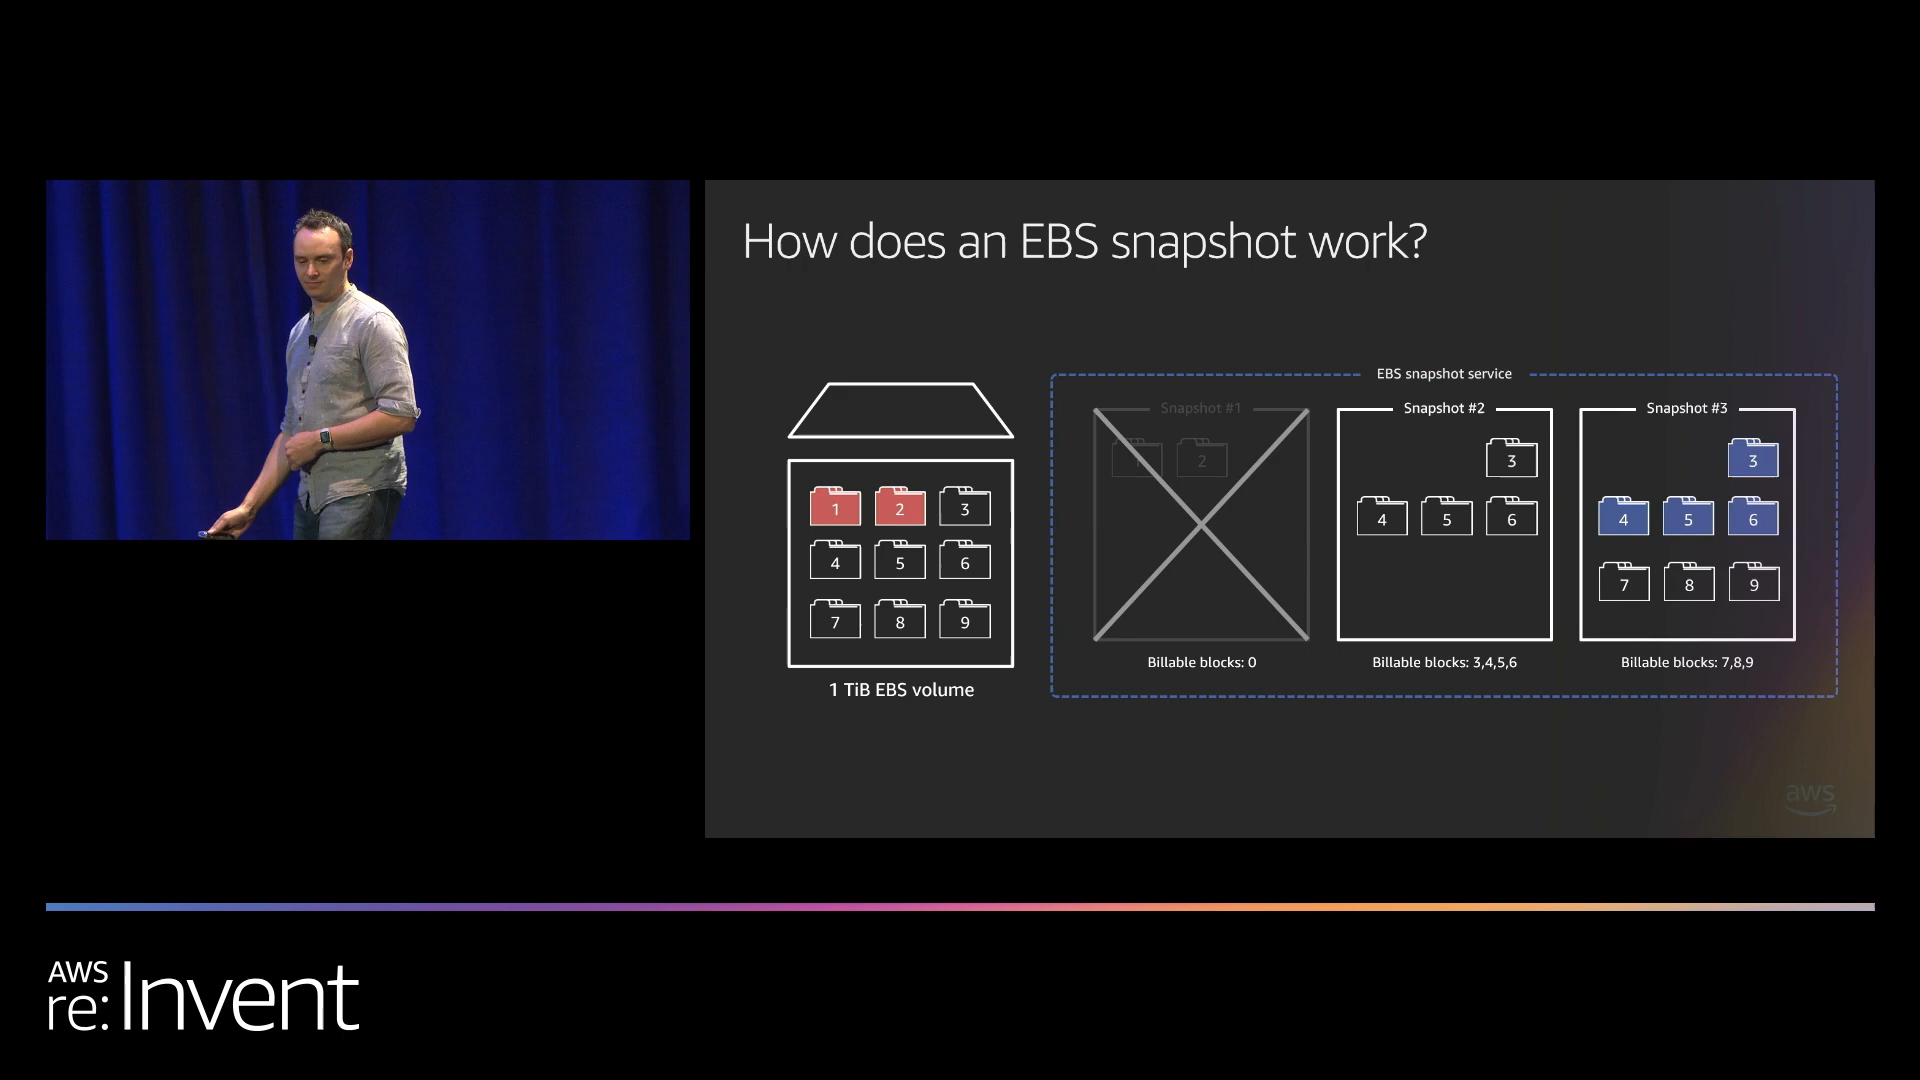 How does an EBS snapshot work?
EBS snapshot service
Snapshot #1
Snapshot #2
Snapshot #3
1 2 3
4 5 6
7 8 9
1 TiB EBS volume
1 2
Billable blocks: 0
3
4 5 6
Billable blocks: 3,4,5,6
3
4 5 6
7 8 9
Billable blocks: 7,8,9
aws
AWS
re:Invent